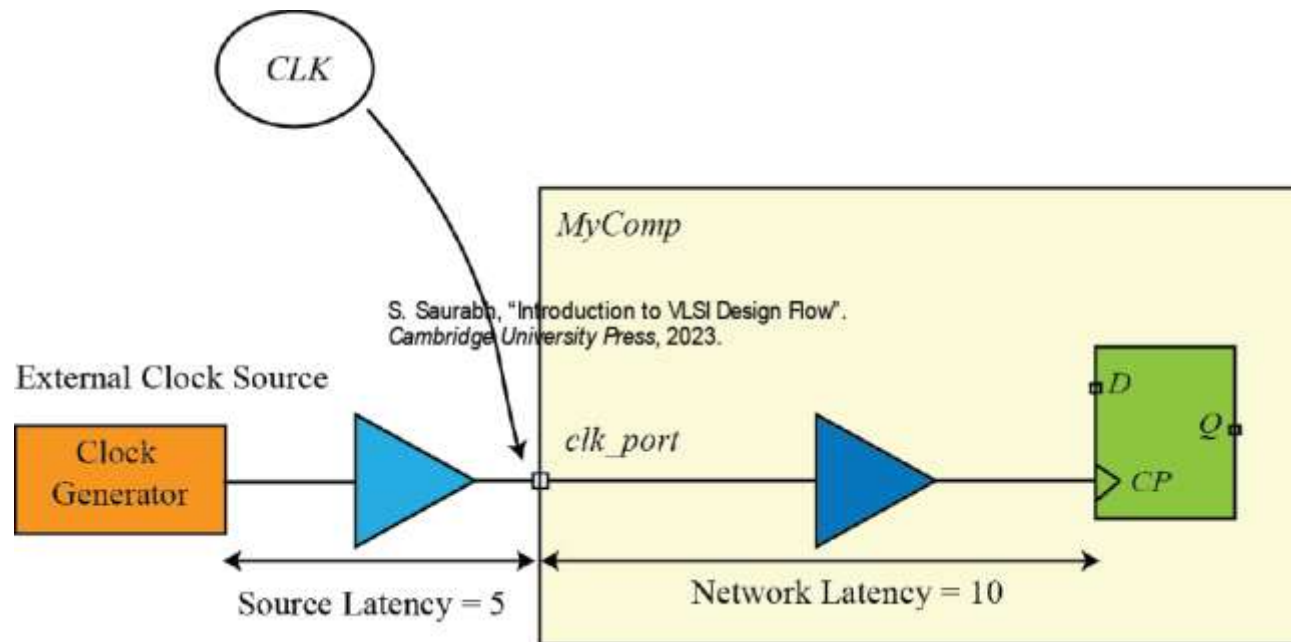 CLK
MyComp
S. Saurabh, "Introduction to VLSI Design Flow".
Cambridge University Press, 2023.
External Clock Source
Clock
Generator
clk_port
D
Q
CP
Source Latency = 5
Network Latency = 10